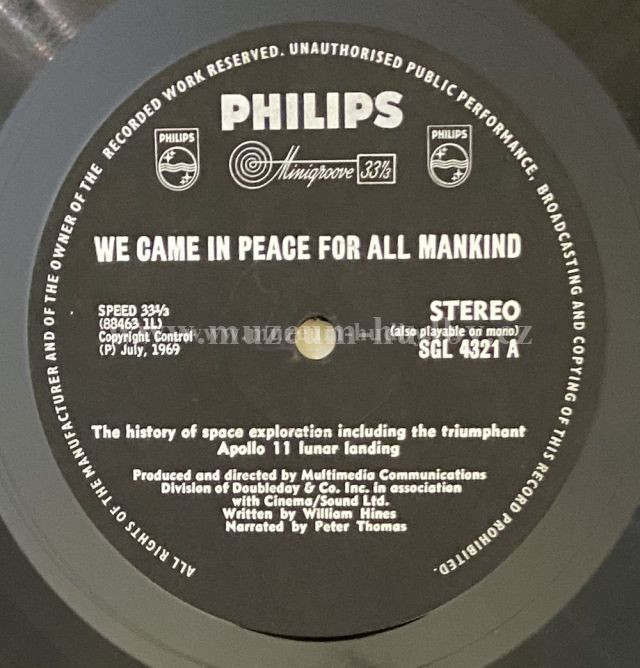 ALL RIGHTS OF THE MANUFACTURER AND OF THE OWNER OF THE RECORDED WORK RESERVED. UNAUTHORISED PUBLIC PERFORMANCE, BROADCASTING AND COPYING OF THIS RECORD PROHIBITED.
PHILIPS
PHILIPS
Minigroove 33⅓
PHILIPS
WE CAME IN PEACE FOR ALL MANKIND
SPEED 33⅓
(88463 1L)
Copyright Control
(P) July, 1969
STEREO
(also playable on mono)
SGL 4321 A
The history of space exploration including the triumphant
Apollo 11 lunar landing
Produced and directed by Multimedia Communications
Division of Doubleday & Co. Inc. in association
with Cinema/Sound Ltd.
Written by William Hines
Narrated by Peter Thomas